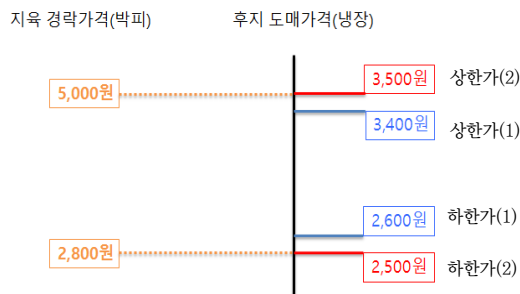 지육 경락가격(박피) 후지 도매가격(냉장)
5,000원 3,500원 상한가(2)
3,400원 상한가(1)
2,600원 하한가(1)
2,800원 2,500원 하한가(2)